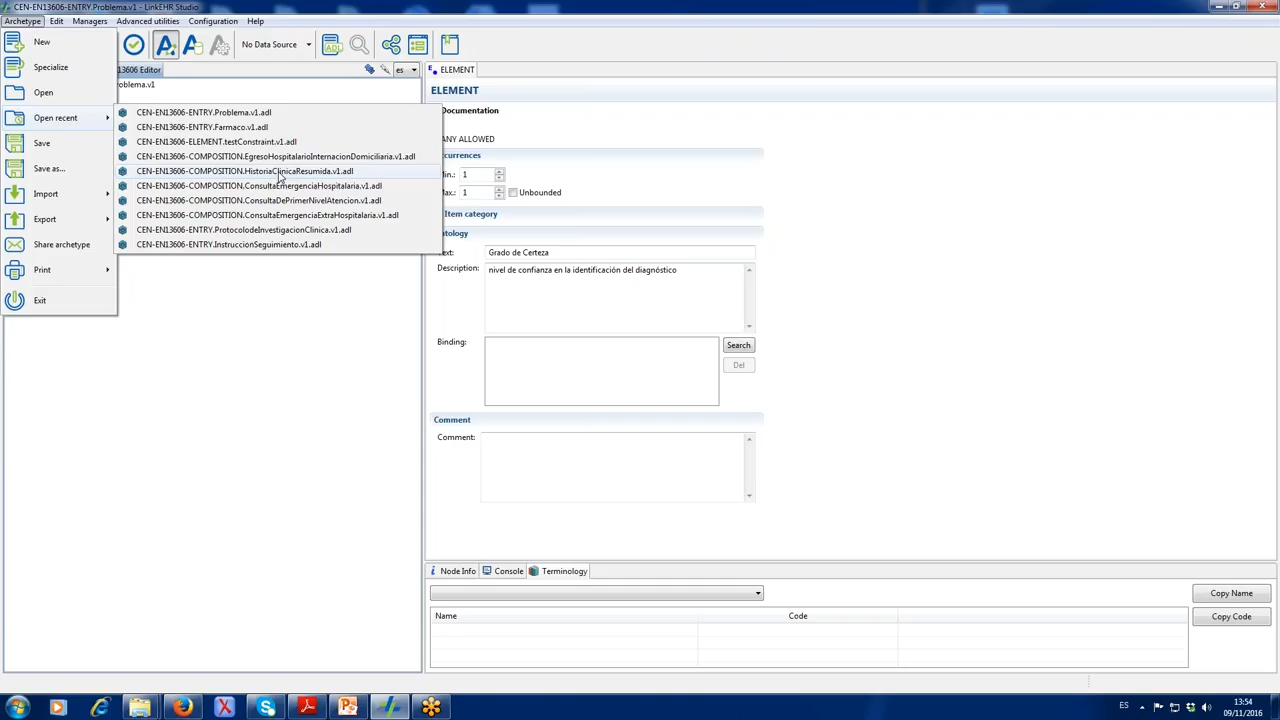 CEN-EN13606-ENTRY.Problema.v1 - LinkEHR Studio
Archetype Edit Managers Advanced utilities Configuration Help
New
Specialize
Open
Open recent
Save
Save as...
Import
Export
Share archetype
Print
Exit
No Data Source
ADL
13606 Editor
es
oblema.v1
CEN-EN13606-ENTRY.Problema.v1.adl
CEN-EN13606-ENTRY.Farmaco.v1.adl
CEN-EN13606-ELEMENT.testConstraint.v1.adl
CEN-EN13606-COMPOSITION.EgresoHospitalarioInternacionDomiciliaria.v1.adl
CEN-EN13606-COMPOSITION.HistoriaClinicaResumida.v1.adl
CEN-EN13606-COMPOSITION.ConsultaEmergenciaHospitalaria.v1.adl
CEN-EN13606-COMPOSITION.ConsultaDePrimerNivelAtencion.v1.adl
CEN-EN13606-COMPOSITION.ConsultaEmergenciaExtraHospitalaria.v1.adl
CEN-EN13606-ENTRY.ProtocolodeInvestigacionClinica.v1.adl
CEN-EN13606-ENTRY.InstruccionSeguimiento.v1.adl
ELEMENT
ELEMENT
Documentation
ANY ALLOWED
currences
Min.: 1
Max.: 1 Unbounded
Item category
ntology
Text: Grado de Certeza
Description: nivel de confianza en la identificación del diagnóstico
Binding:
Search
Del
Comment
Comment:
Node Info Console Terminology
Copy Name
Name Code
Copy Code
ES
13:54
09/11/2016